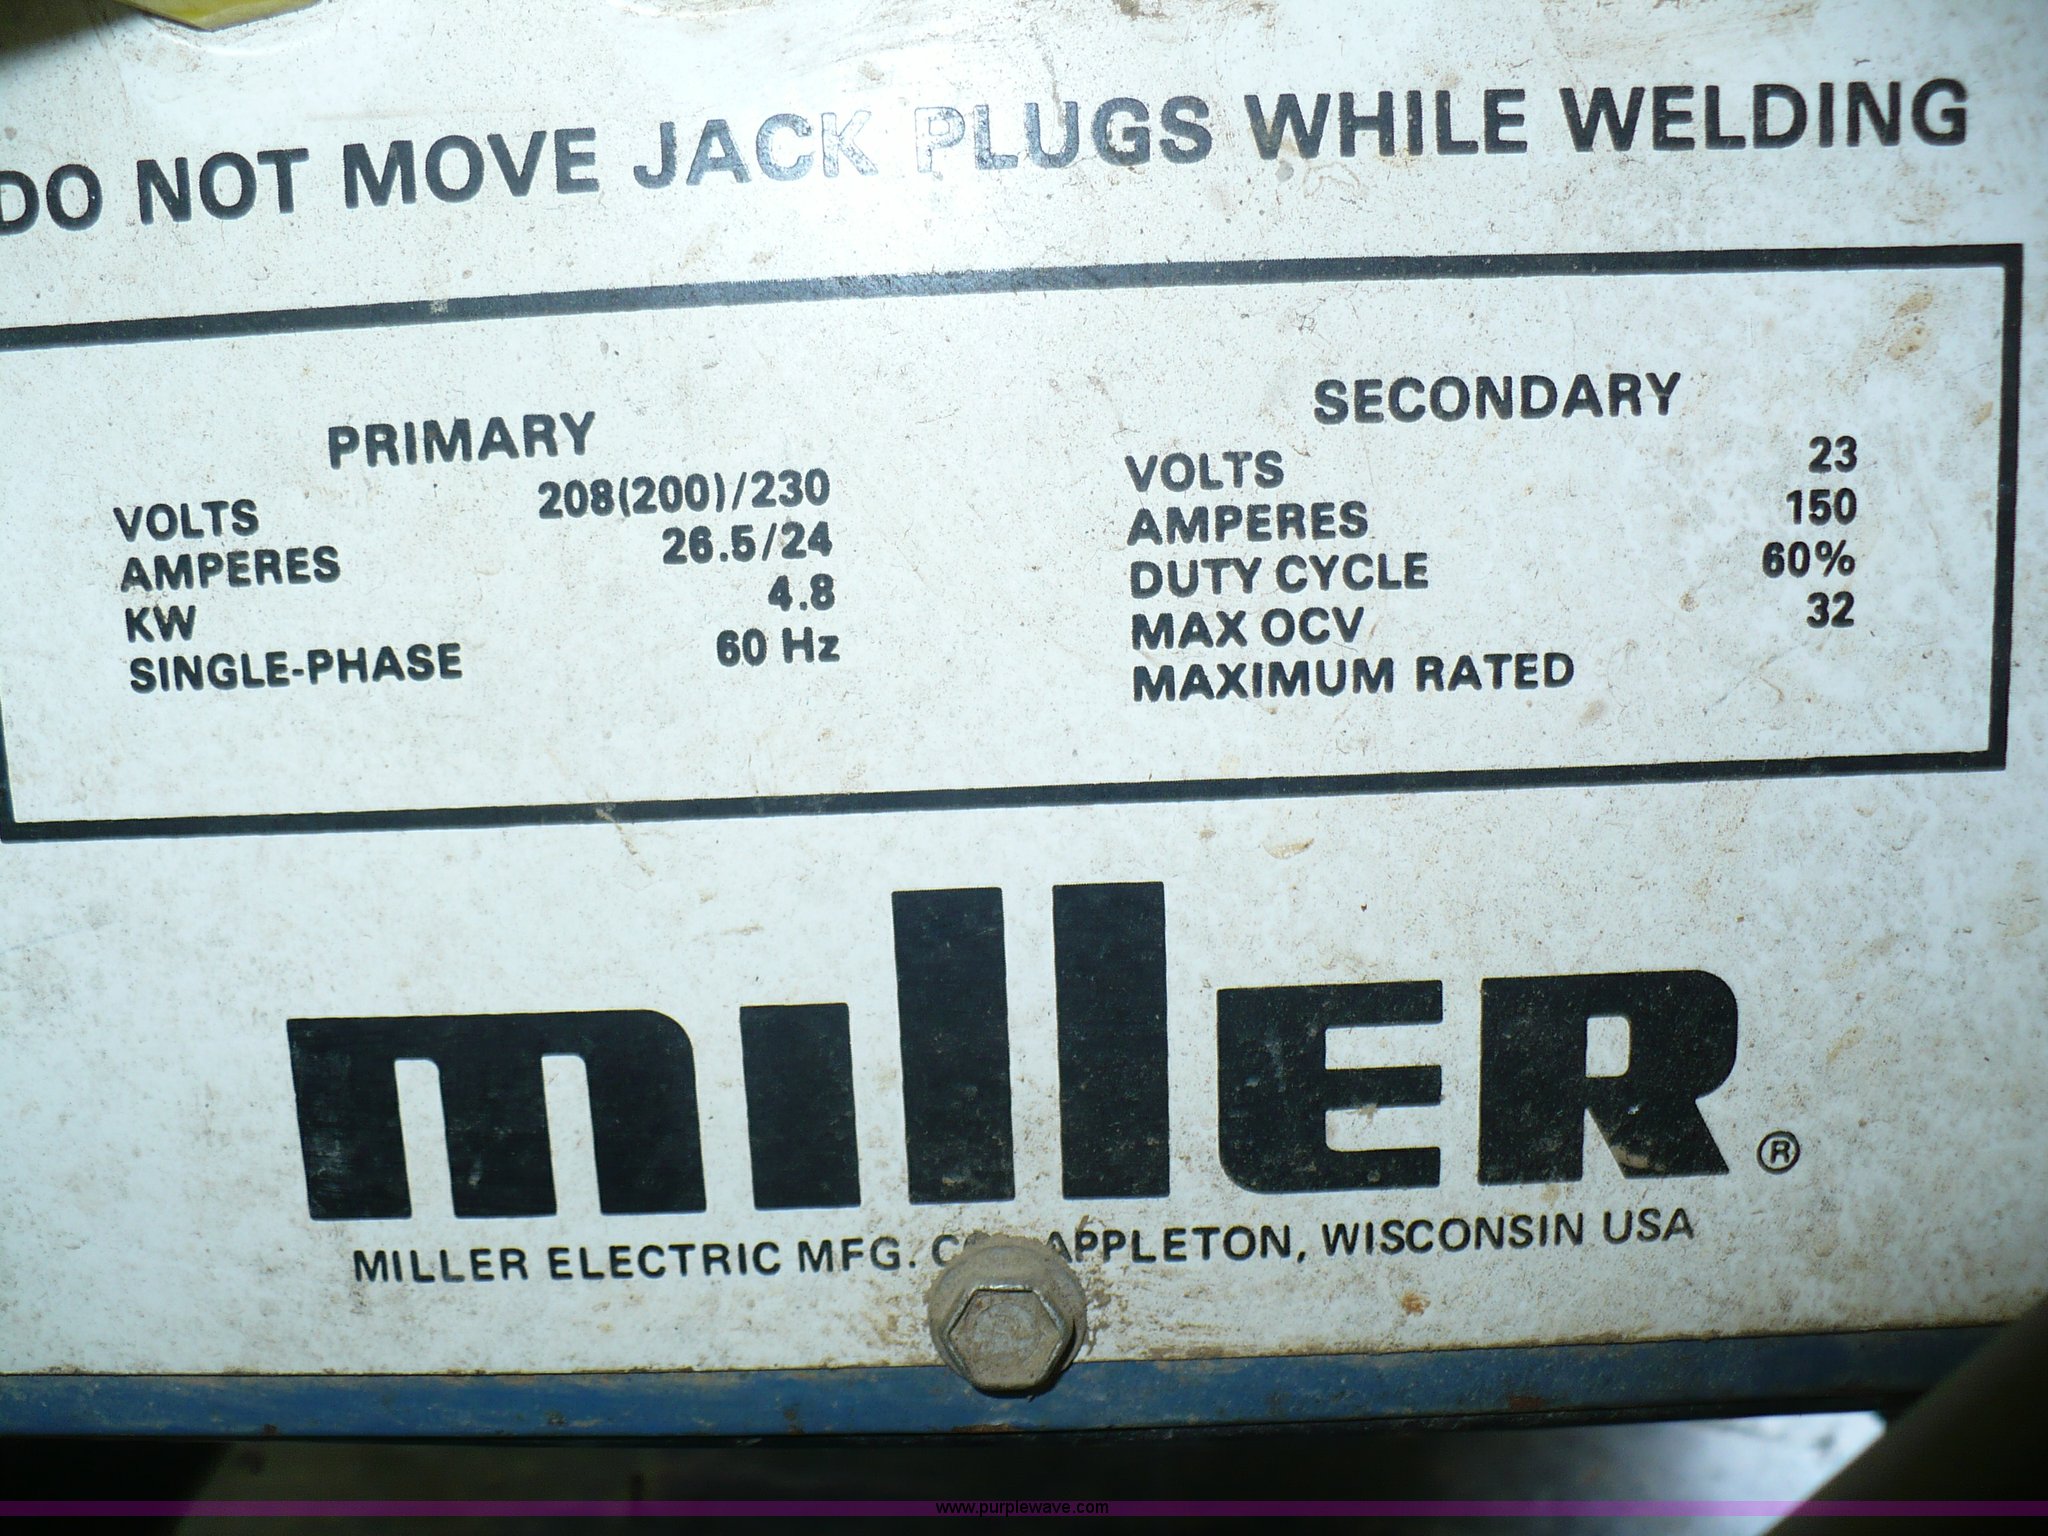 DO NOT MOVE JACK PLUGS WHILE WELDING
PRIMARY
VOLTS 208(200)/230
AMPERES 26.5/24
KW 4.8
SINGLE-PHASE 60 Hz
SECONDARY
VOLTS 23
AMPERES 150
DUTY CYCLE 60%
MAX OCV 32
MAXIMUM RATED
mıllER®
MILLER ELECTRIC MFG. APPLETON, WISCONSIN USA
www.purplewave.com